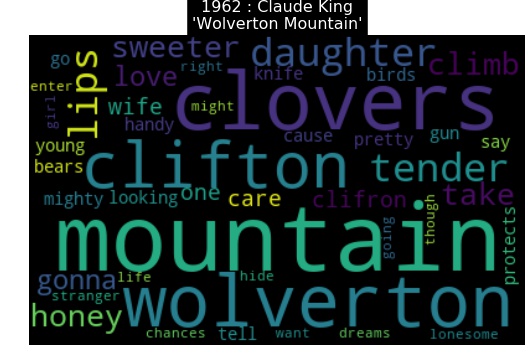 1962 : Claude King
'Wolverton Mountain'
go sweeter daughter climb
lips love right knife birds
enter girl wife might clovers
handy cause pretty gun say
young bears clifton tender
mighty looking one care clifron take
mountain going though protects
gonna life hide
stranger wolverton
honey chances tell want dreams lonesome